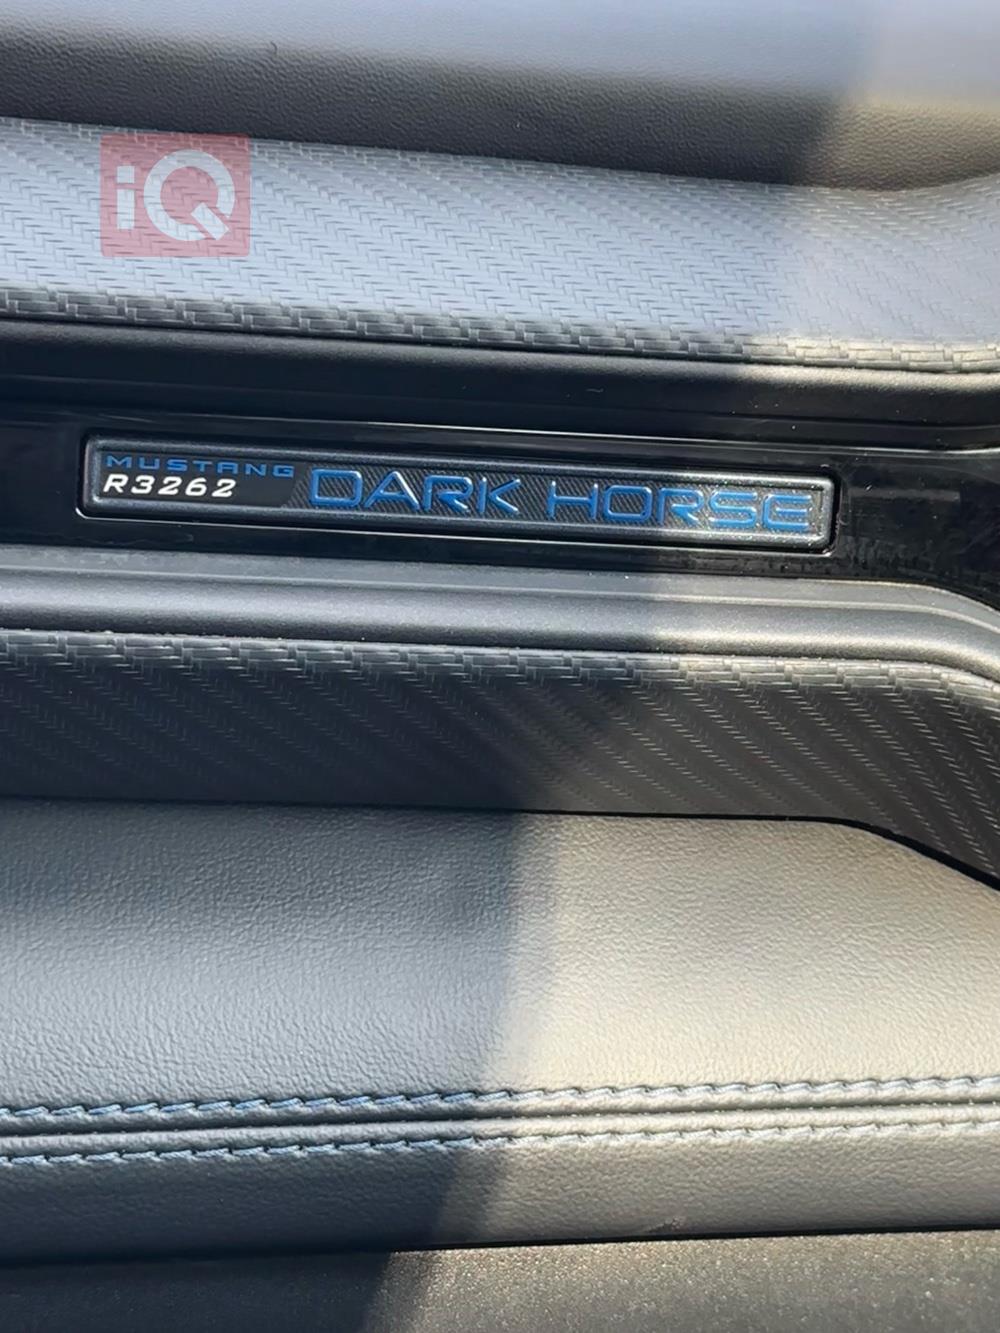 iQ
MUSTANG
R3262
DARK HORSE